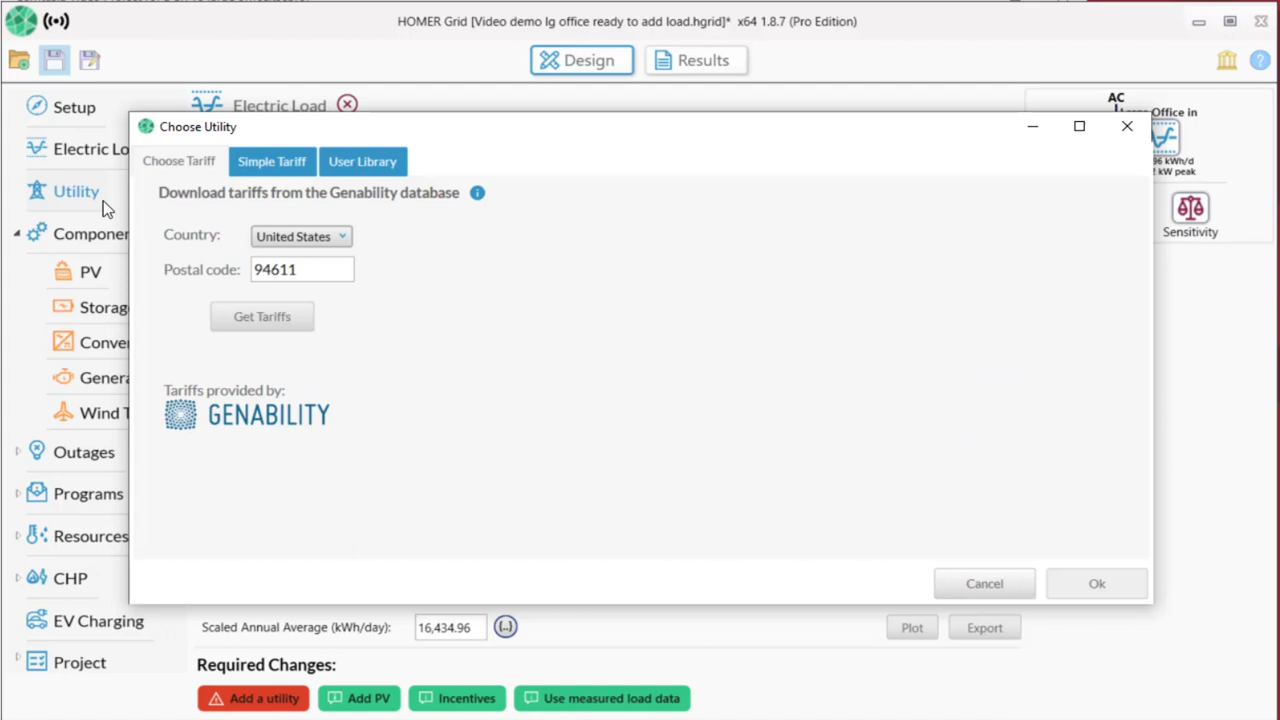 HOMER Grid [Video demo lg office ready to add load.hgrid]* x64 1.8.7 (Pro Edition)
Design
Results
Setup
Electric Lo
Utility
Componer
PV
Storag
Conver
Genera
Wind T
Outages
Programs
Resources
CHP
EV Charging
Project
Electric Load
Choose Utility
Choose Tariff
Simple Tariff
User Library
Download tariffs from the Genability database
Country:
United States
Postal code:
94611
Get Tariffs
Tariffs provided by:
GENABILITY
Cancel
Ok
AC
Office in
96 kWh/d
kW peak
Sensitivity
Scaled Annual Average (kWh/day):
16,434.96
{..}
Plot
Export
Required Changes:
Add a utility
Add PV
Incentives
Use measured load data